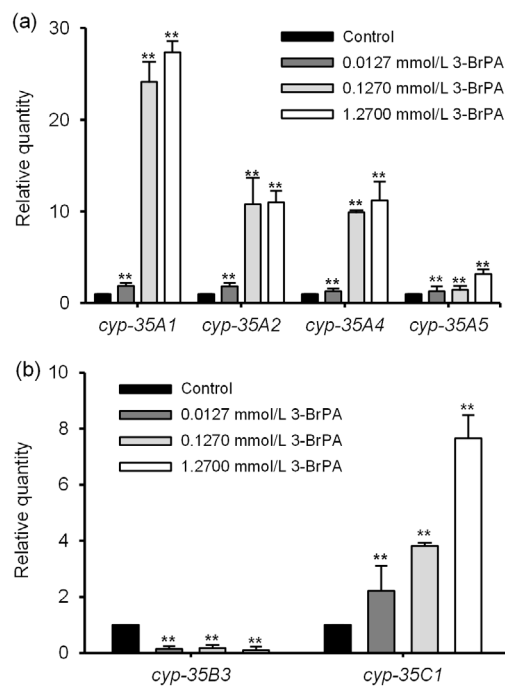 (a)
30
20
10
0
Relative quantity
Control
0.0127 mmol/L 3-BrPA
0.1270 mmol/L 3-BrPA
1.2700 mmol/L 3-BrPA
** ** **
** ** **
** ** **
** ** **
cyp-35A1 cyp-35A2 cyp-35A4 cyp-35A5
(b)
10
8
6
4
2
0
Relative quantity
Control
0.0127 mmol/L 3-BrPA
0.1270 mmol/L 3-BrPA
1.2700 mmol/L 3-BrPA
** ** **
** ** **
cyp-35B3 cyp-35C1